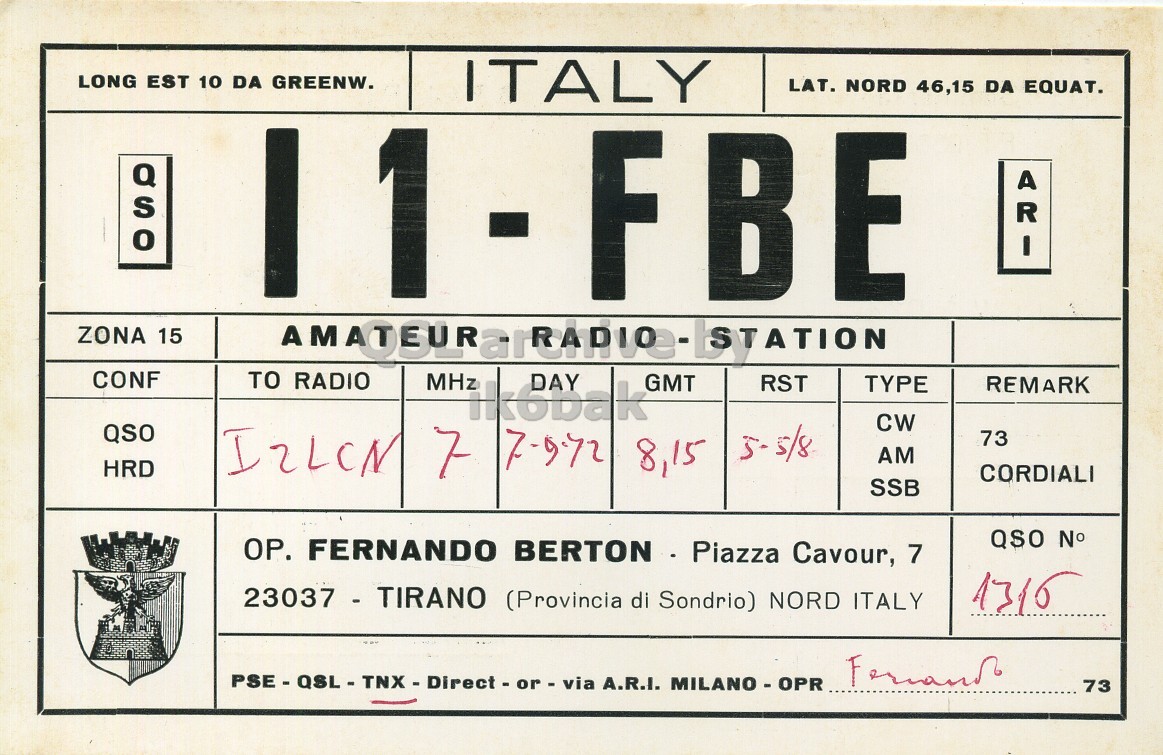 LONG EST 10 DA GREENW.
ITALY
LAT. NORD 46,15 DA EQUAT.
QSO
I1-FBE
ARI
ZONA 15
AMATEUR - RADIO - STATION
QSL archive by
ik6bak
CONF TO RADIO MHz DAY GMT RST TYPE REMARK
QSO
HRD
I2LCN 7 7-9-72 8,15 5-5/8
CW
AM
SSB
73
CORDIALI
OP. FERNANDO BERTON - Piazza Cavour, 7
23037 - TIRANO (Provincia di Sondrio) NORD ITALY
QSO No
1316
PSE - QSL - TNX - Direct - or - via A.R.I. MILANO - OPR Fernando 73